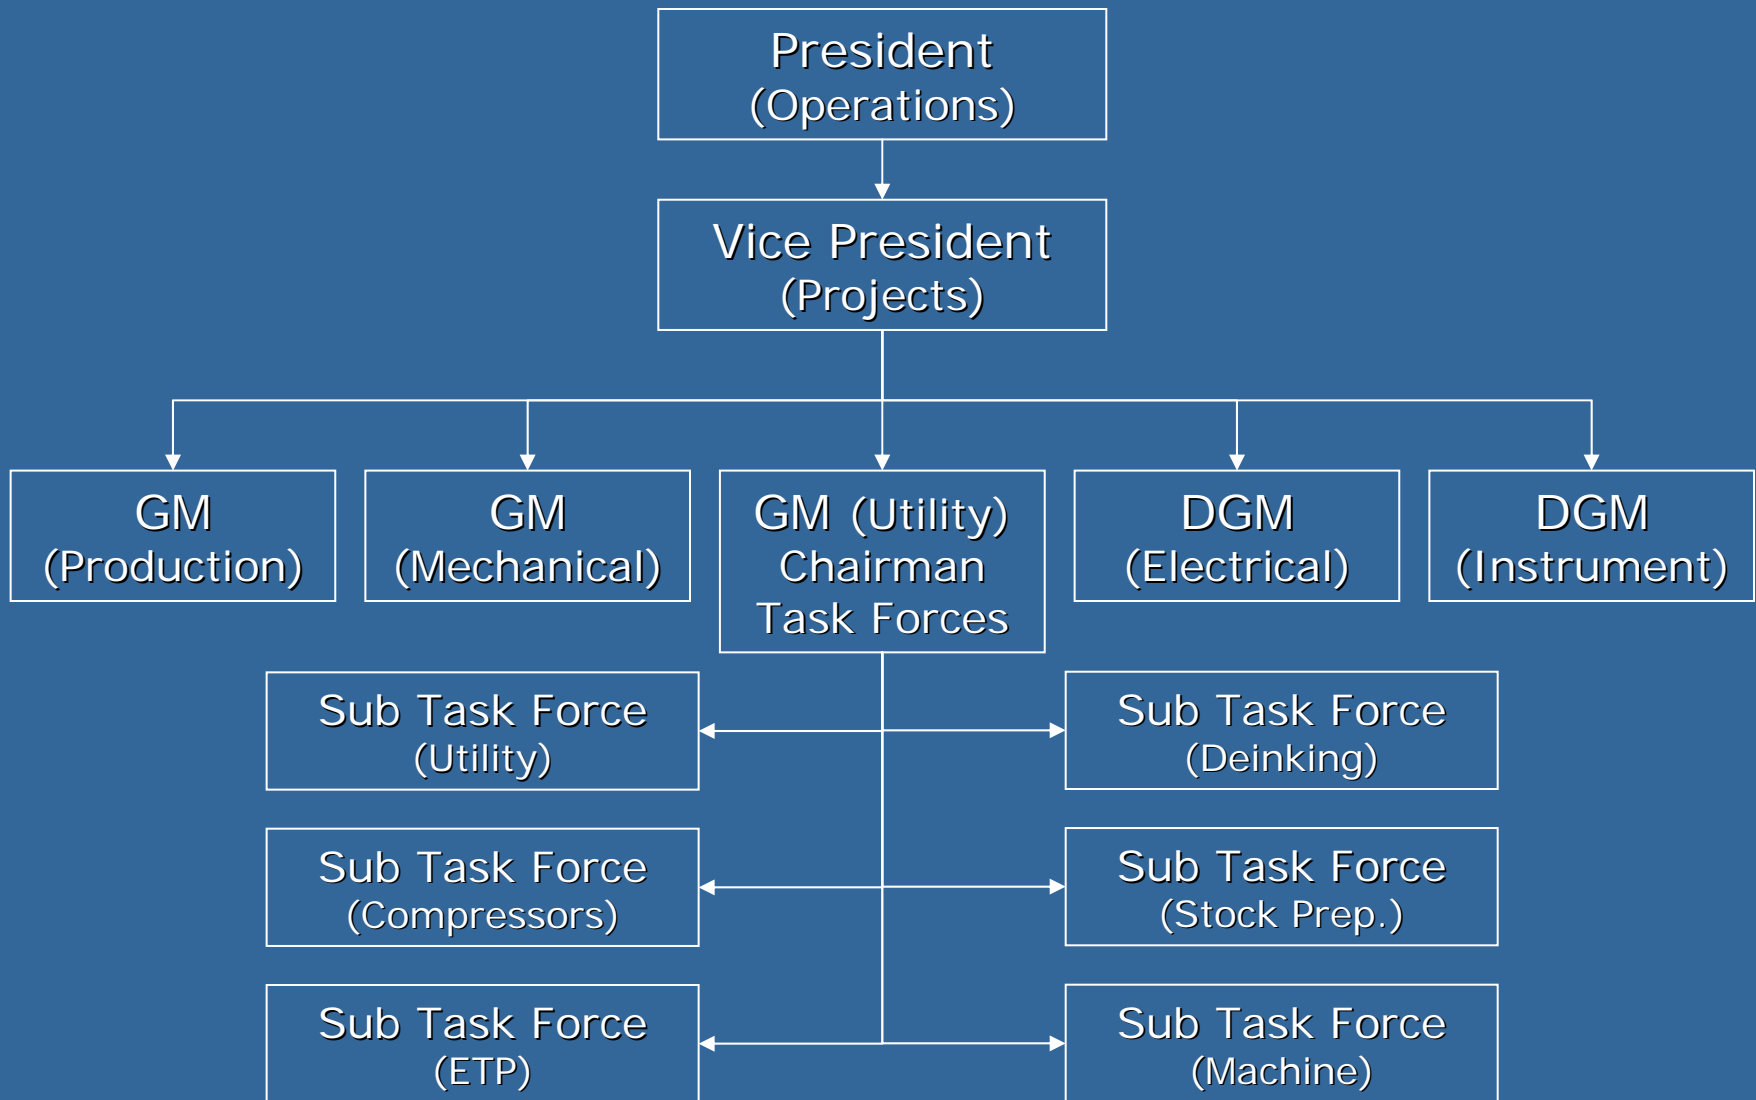 President
(Operations)
Vice President
(Projects)
GM
(Production)
GM
(Mechanical)
GM (Utility)
Chairman
Task Forces
DGM
(Electrical)
DGM
(Instrument)
Sub Task Force
(Utility)
Sub Task Force
(Deinking)
Sub Task Force
(Compressors)
Sub Task Force
(Stock Prep.)
Sub Task Force
(ETP)
Sub Task Force
(Machine)